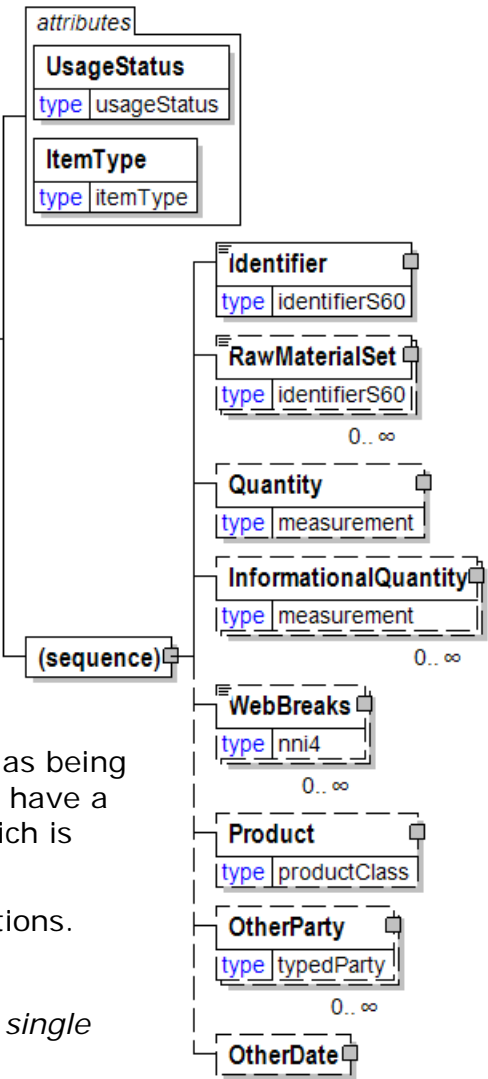 attributes
UsageStatus
type usageStatus
ItemType
type itemType
Identifier
type identifierS60
RawMaterialSet
type identifierS60
0.. ∞
Quantity
type measurement
InformationalQuantity
type measurement
0.. ∞
(sequence)
WebBreaks
type nni4
0.. ∞
Product
type productClass
OtherParty
type typedParty
0.. ∞
OtherDate
as being
have a
ich is
tions.
single